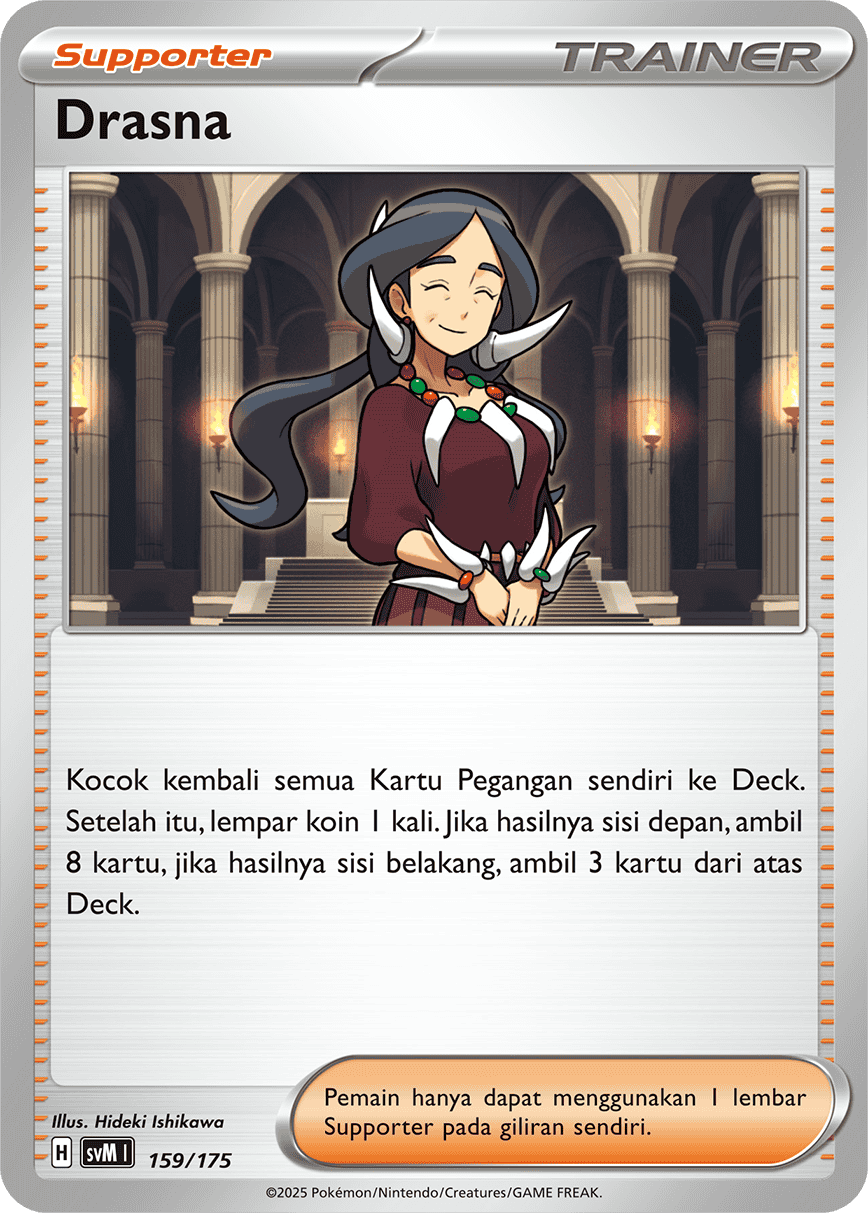 Supporter
TRAINER
Drasna
Kocok kembali semua Kartu Pegangan sendiri ke Deck.
Setelah itu, lempar koin 1 kali. Jika hasilnya sisi depan, ambil
8 kartu, jika hasilnya sisi belakang, ambil 3 kartu dari atas
Deck.
Pemain hanya dapat menggunakan 1 lembar
Supporter pada giliran sendiri.
Illus. Hideki Ishikawa
H svM I 159/175
©2025 Pokémon/Nintendo/Creatures/GAME FREAK.